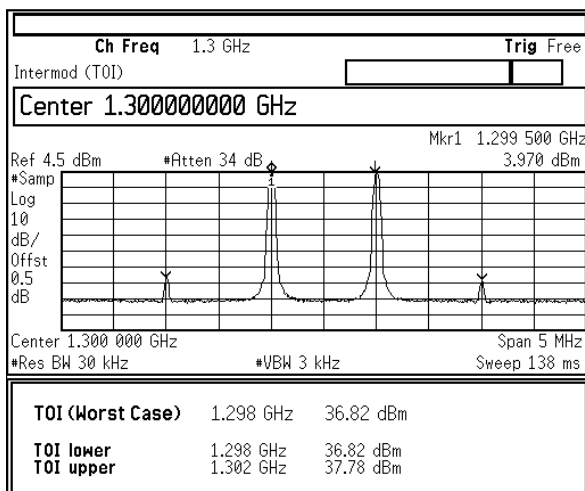 Ch Freq 1.3 GHz Trig Free
Intermod (TOI)
Center 1.300000000 GHz
Mkr1 1.299 500 GHz
Ref 4.5 dBm #Atten 34 dB 3.970 dBm
#Samp
Log
10
dB/
Offst
0.5
dB
1
Center 1.300 000 GHz Span 5 MHz
#Res BW 30 kHz #VBW 3 kHz Sweep 138 ms
TOI (Worst Case) 1.298 GHz 36.82 dBm
TOI lower 1.298 GHz 36.82 dBm
TOI upper 1.302 GHz 37.78 dBm